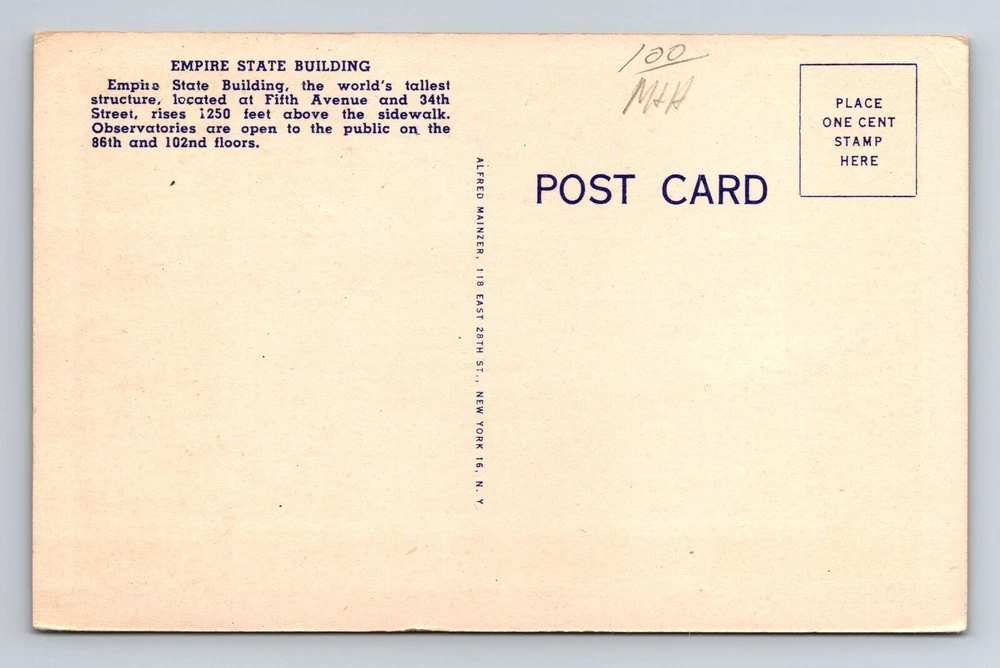 EMPIRE STATE BUILDING
Empire State Building, the world's tallest
structure, located at Fifth Avenue and 34th
Street, rises 1250 feet above the sidewalk.
Observatories are open to the public on the
86th and 102nd floors.
ALFRED MAINZER, 118 EAST 28TH ST., NEW YORK 16, N. Y
100
POST CARD
PLACE
ONE CENT
STAMP
HERE